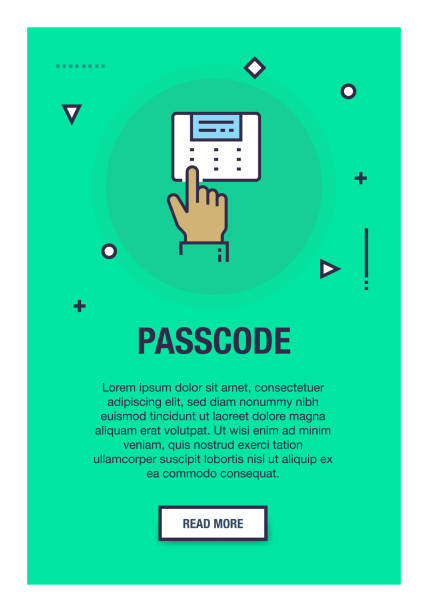 PASSCODE
Lorem ipsum dolor sit amet, consectetuer
adipiscing elit, sed diam nonummy nibh
euismod tincidunt ut laoreet dolore magna
aliquam erat volutpat. Ut wisi enim ad minim
veniam, quis nostrud exerci tation
ullamcorper suscipit lobortis nisl ut aliquip ex
ea commodo consequat.
READ MORE